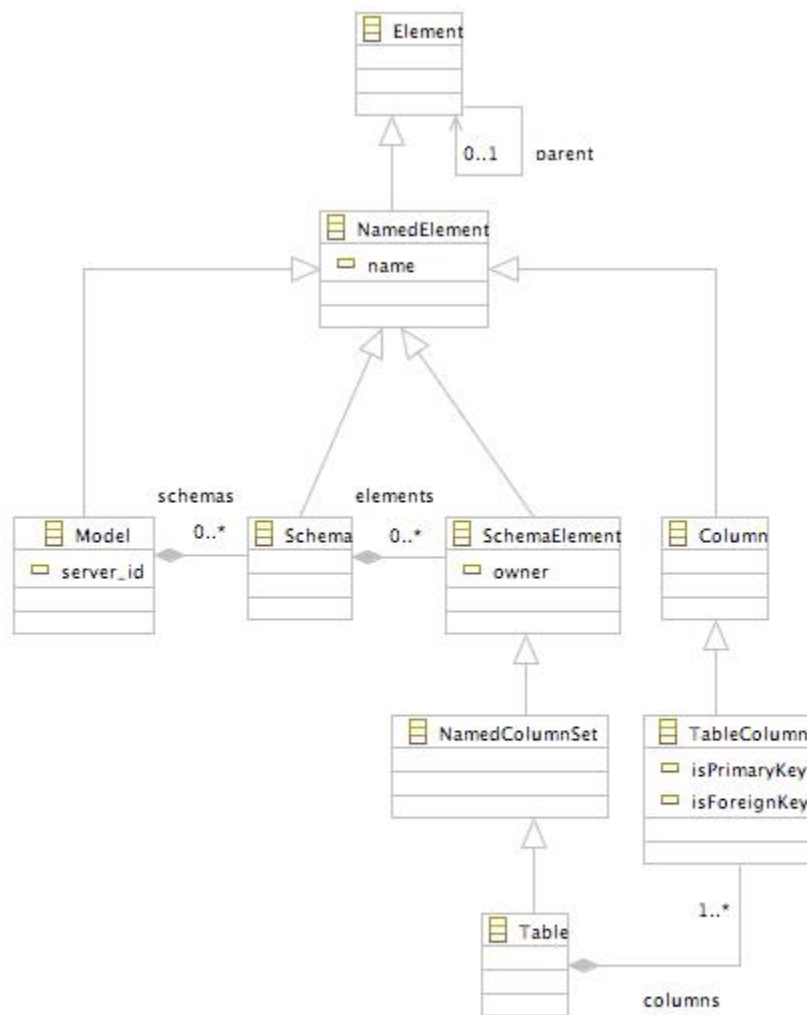 Element
0..1
parent
NamedElement
name
schemas
elements
Model
0..*
Schema
0..*
SchemaElement
Column
server_id
owner
NamedColumnSet
TableColumn
isPrimaryKey
isForeignKey
1..*
Table
columns